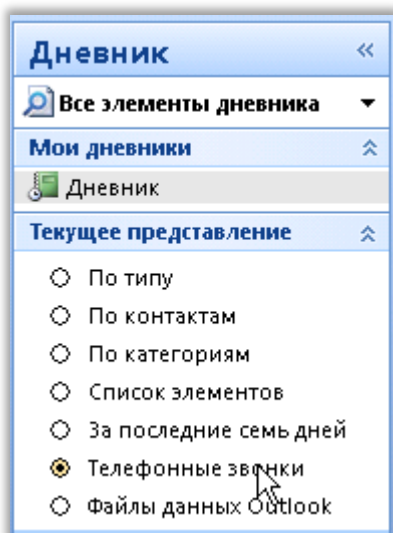 Дневник
Все элементы дневника
Мои дневники
Дневник
Текущее представление
По типу
По контактам
По категориям
Список элементов
За последние семь дней
Телефонные звонки
Файлы данных Outlook